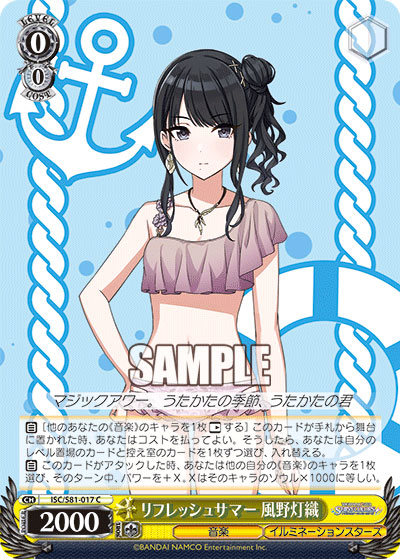 LEVEL
0
0
COST
SAMPLE
マジックアワー。うたかたの季節、うたかたの君
自 [他のあなたの《音楽》のキャラを1枚レストする] このカードが手札から舞台
に置かれた時、あなたはコストを払ってよい。そうしたら、あなたは自分の
レベル置場のカードと控え室のキャラを1枚ずつ選び、入れ替える。
自 このカードがアタックした時、あなたは他の自分の《音楽》のキャラを1枚
選び、そのターン中、パワーを+X。Xはそのキャラのソウル×1000に等しい。
CH
ISC/S81-017 C
2000
リフレッシュサマー 風野灯織
音楽
イルミネーションスターズ
©BANDAI NAMCO Entertainment Inc.